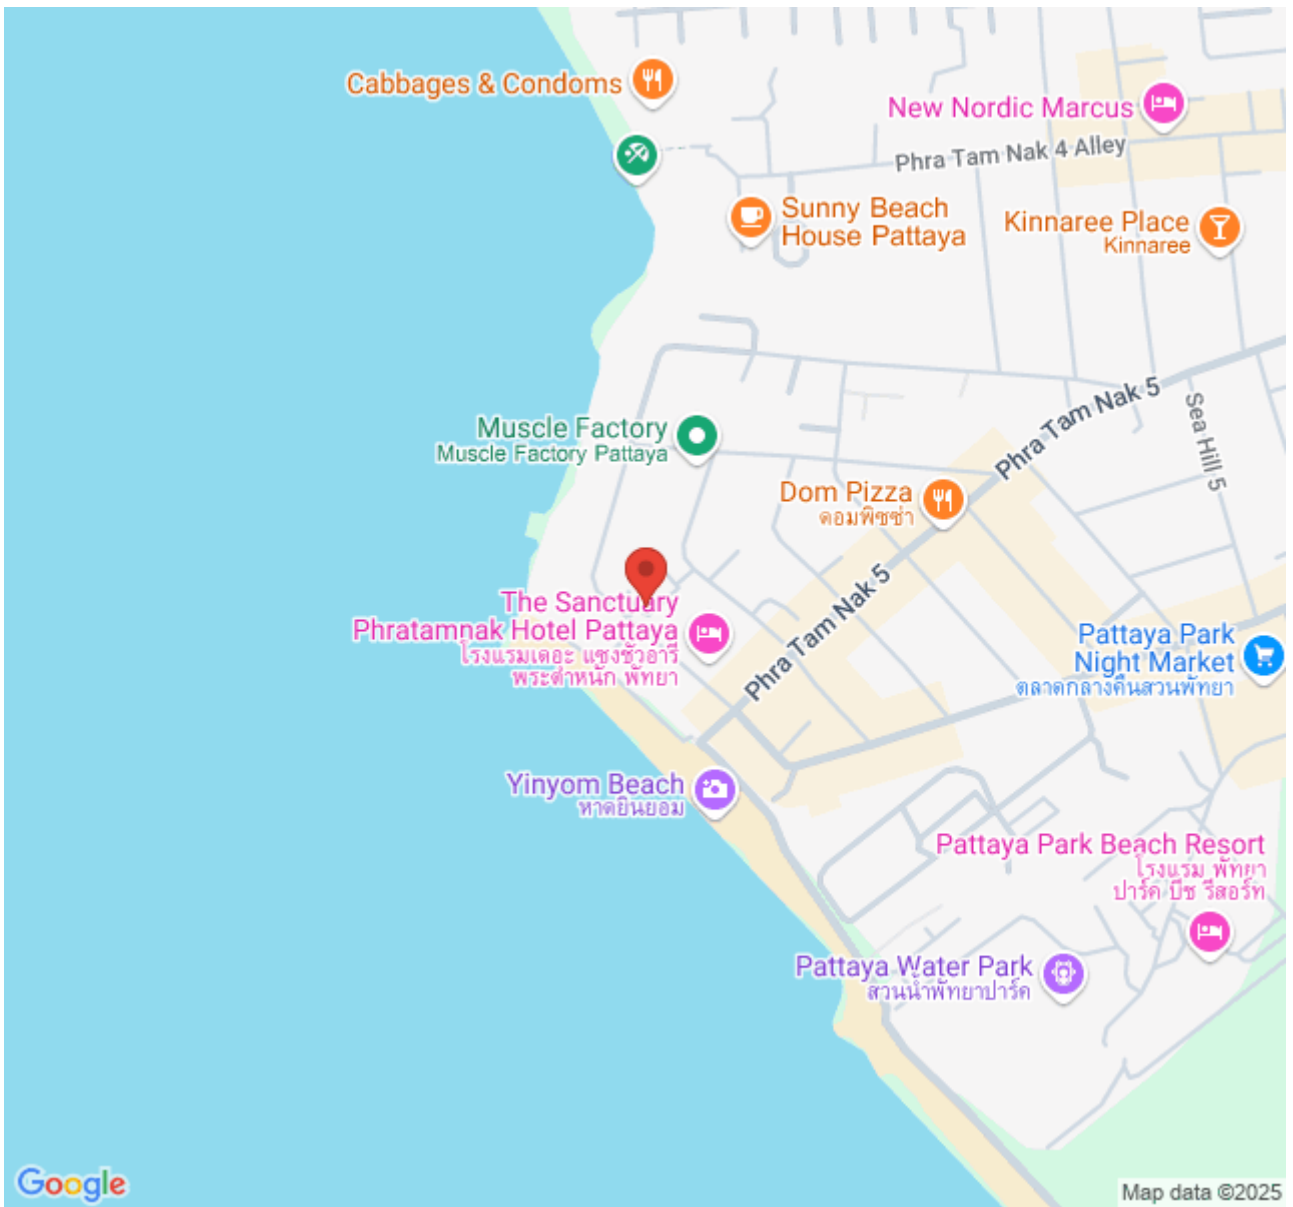 Cabbages & Condoms
New Nordic Marcus
Phra Tam Nak 4 Alley
Sunny Beach
House Pattaya
Kinnaree Place
Kinnaree
Phra Tam Nak 5
Sea Hill 5
Muscle Factory
Muscle Factory Pattaya
Dom Pizza
ดอมพิซซ่า
Phra Tam Nak 5
The Sanctuary
Phratamnak Hotel Pattaya
โรงแรมเดอะ แซงชัวอารี
พระตำหนัก พัทยา
Pattaya Park
Night Market
ตลาดกลางคืนสวนพัทยา
Yinyom Beach
หาดยินยอม
Pattaya Park Beach Resort
โรงแรม พัทยา
ปาร์ค บีช รีสอร์ท
Pattaya Water Park
สวนน้ำพัทยาปาร์ค
Google
Map data ©2025